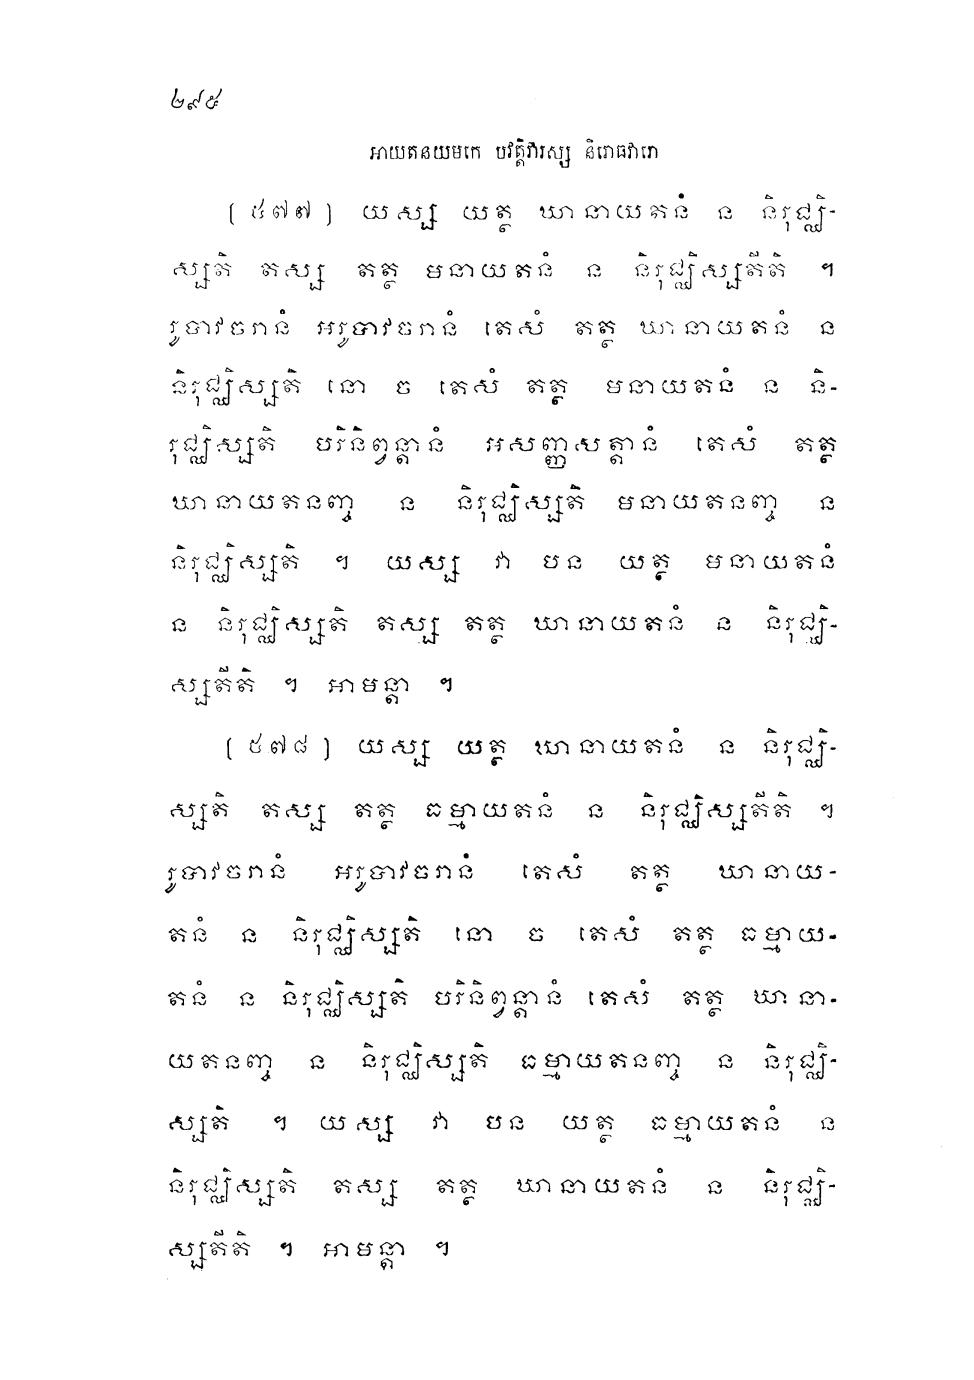 ២៩៥
អាយតនយមកេ បវត្តិវារស្ស និរោធវារោ
(៥៧៧) យស្ស យត្ថ ឃានាយតនំ ន និរុជ្ឈិ-
ស្សតិ តស្ស តត្ថ មនាយតនំ ន និរុជ្ឈិស្សតីតិ ។
រូបាវចរានំ អរូបាវចរានំ តេសំ តត្ថ ឃានាយតនំ ន
និរុជ្ឈិស្សតិ នោ ច តេសំ តត្ថ មនាយតនំ ន និ-
រុជ្ឈិស្សតិ បរិនិព្វន្តានំ អសញ្ញសត្តានំ តេសំ តត្ថ
ឃានាយតនញ្ច ន និរុជ្ឈិស្សតិ មនាយតនញ្ច ន
និរុជ្ឈិស្សតិ ។ យស្ស វា បន យត្ថ មនាយតនំ
ន និរុជ្ឈិស្សតិ តស្ស តត្ថ ឃានាយតនំ ន និរុជ្ឈិ-
ស្សតីតិ ។ អាមន្តា ។
(៥៧៨) យស្ស យត្ថ ឃានាយតនំ ន និរុជ្ឈិ-
ស្សតិ តស្ស តត្ថ ធម្មាយតនំ ន និរុជ្ឈិស្សតីតិ ។
រូបាវចរានំ អរូបាវចរានំ តេសំ តត្ថ ឃានាយ-
តនំ ន និរុជ្ឈិស្សតិ នោ ច តេសំ តត្ថ ធម្មាយ-
តនំ ន និរុជ្ឈិស្សតិ បរិនិព្វន្តានំ តេសំ តត្ថ ឃានា-
យតនញ្ច ន និរុជ្ឈិស្សតិ ធម្មាយតនញ្ច ន និរុជ្ឈិ-
ស្សតិ ។ យស្ស វា បន យត្ថ ធម្មាយតនំ ន
និរុជ្ឈិស្សតិ តស្ស តត្ថ ឃានាយតនំ ន និរុជ្ឈិ-
ស្សតីតិ ។ អាមន្តា ។